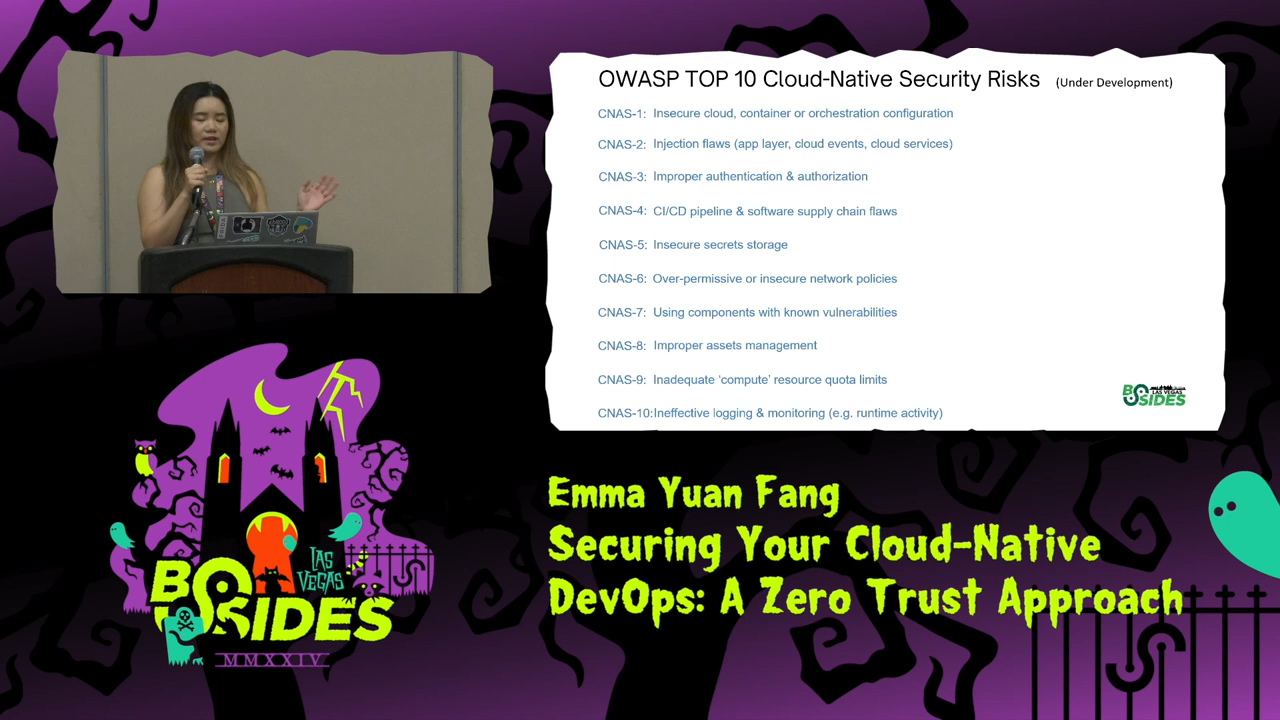 OWASP TOP 10 Cloud-Native Security Risks (Under Development)
CNAS-1: Insecure cloud, container or orchestration configuration
CNAS-2: Injection flaws (app layer, cloud events, cloud services)
CNAS-3: Improper authentication & authorization
CNAS-4: CI/CD pipeline & software supply chain flaws
CNAS-5: Insecure secrets storage
CNAS-6: Over-permissive or insecure network policies
CNAS-7: Using components with known vulnerabilities
CNAS-8: Improper assets management
CNAS-9: Inadequate ‘compute’ resource quota limits
CNAS-10:Ineffective logging & monitoring (e.g. runtime activity)
BSIDES
LAS VEGAS
Emma Yuan Fang
Securing Your Cloud-Native
DevOps: A Zero Trust Approach
LAS
VEGAS
BSIDES
MMXXIV